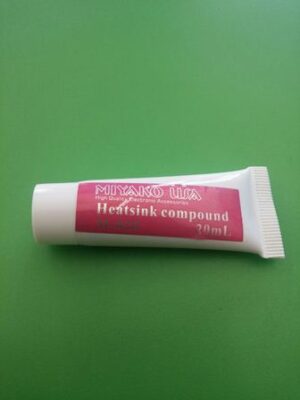 MIYAKO USA
High Quality Electronic Accessories
Heatsink compound
30mL